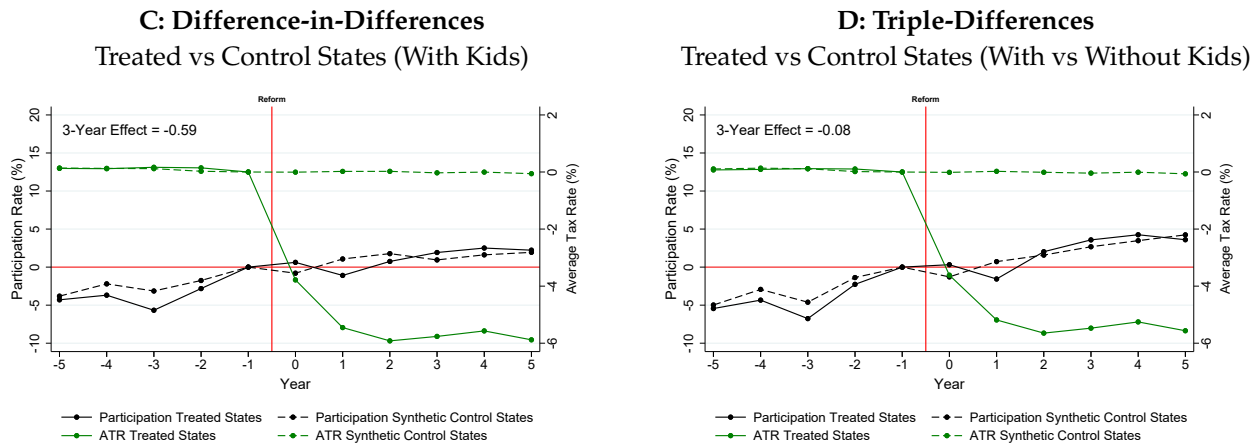 C: Difference-in-Differences
Treated vs Control States (With Kids)
Reform
3-Year Effect = -0.59
Participation Rate (%)
20
15
10
5
0
-5
-10
Average Tax Rate (%)
2
0
-2
-4
-6
-5 -4 -3 -2 -1 0 1 2 3 4 5
Year
Participation Treated States
Participation Synthetic Control States
ATR Treated States
ATR Synthetic Control States
D: Triple-Differences
Treated vs Control States (With vs Without Kids)
Reform
3-Year Effect = -0.08
Participation Rate (%)
20
15
10
5
0
-5
-10
Average Tax Rate (%)
2
0
-2
-4
-6
-5 -4 -3 -2 -1 0 1 2 3 4 5
Year
Participation Treated States
Participation Synthetic Control States
ATR Treated States
ATR Synthetic Control States